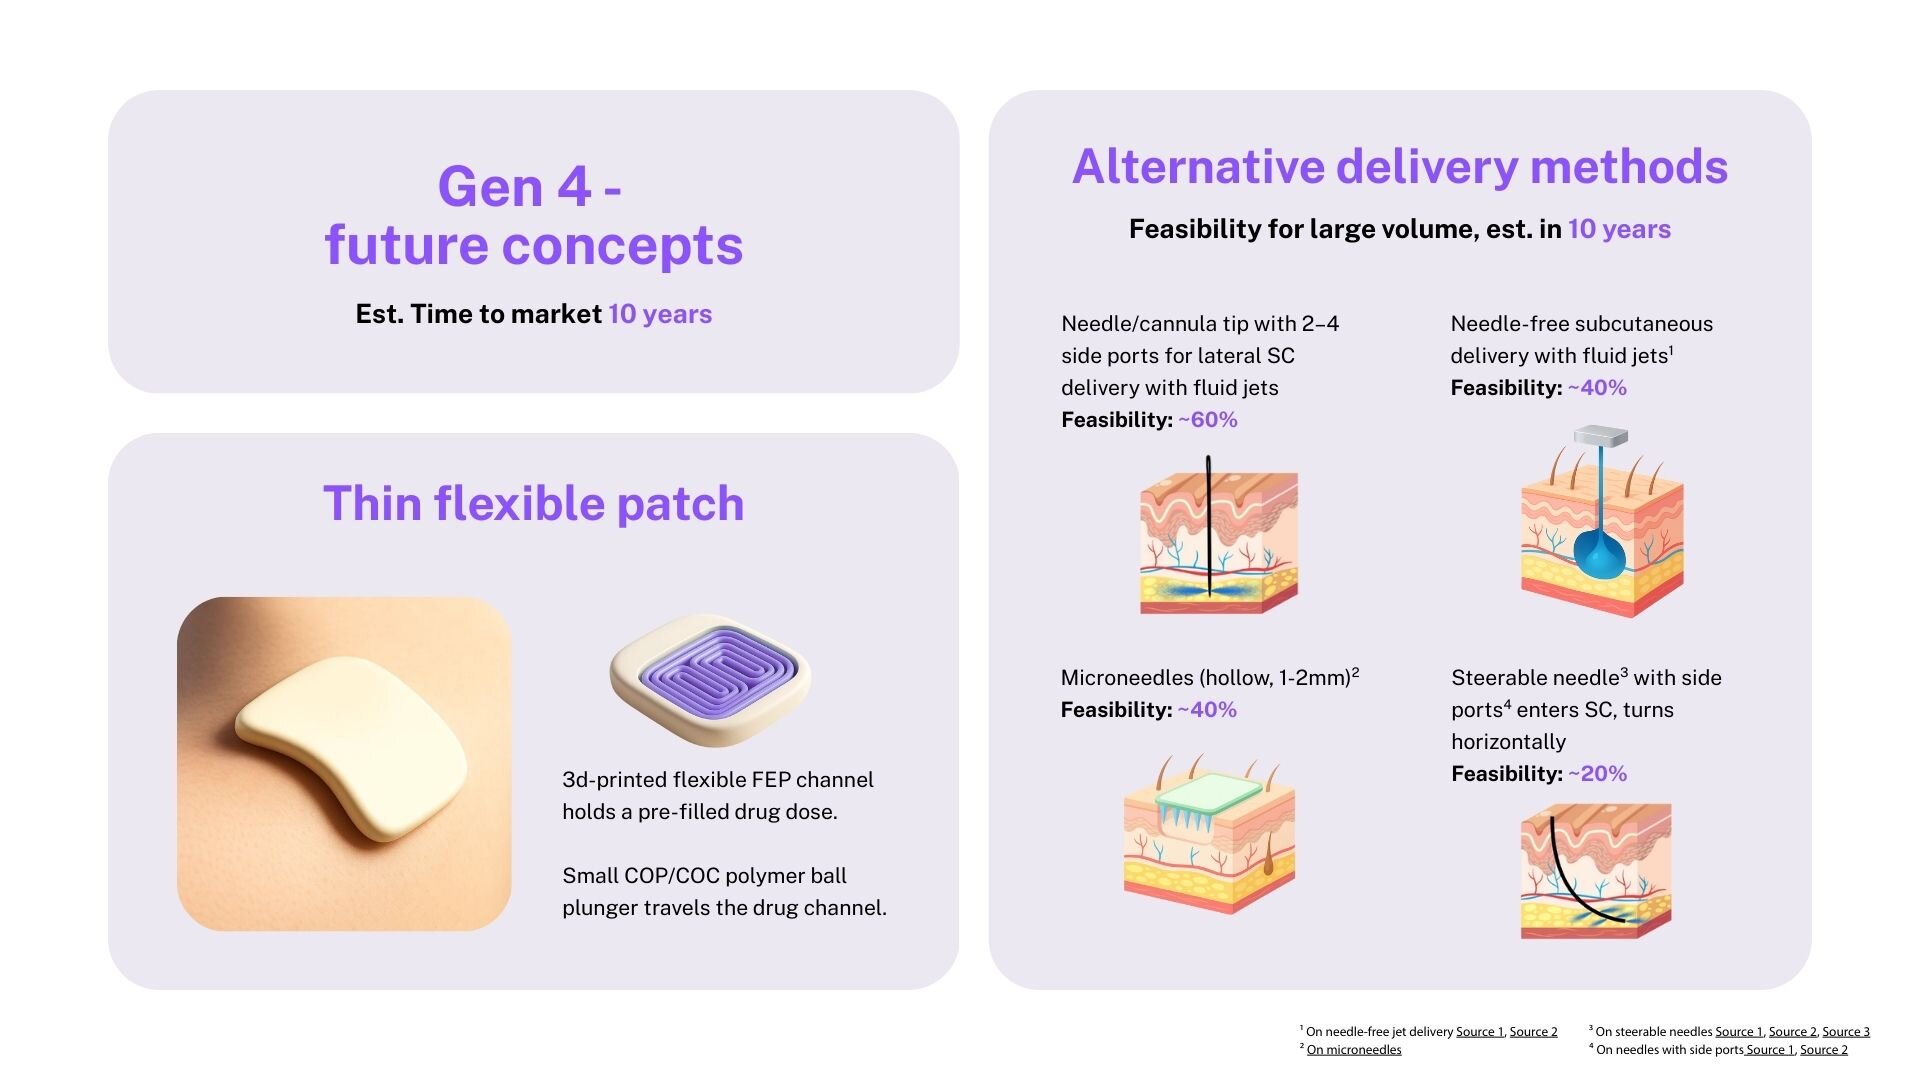 Gen 4 -
future concepts
Est. Time to market 10 years
Thin flexible patch
3d-printed flexible FEP channel
holds a pre-filled drug dose.
Small COP/COC polymer ball
plunger travels the drug channel.
Alternative delivery methods
Feasibility for large volume, est. in 10 years
Needle/cannula tip with 2–4
side ports for lateral SC
delivery with fluid jets
Feasibility: ~60%
Needle-free subcutaneous
delivery with fluid jets¹
Feasibility: ~40%
Microneedles (hollow, 1-2mm)²
Feasibility: ~40%
Steerable needle³ with side
ports⁴ enters SC, turns
horizontally
Feasibility: ~20%
¹ On needle-free jet delivery Source 1, Source 2
² On microneedles
³ On steerable needles Source 1, Source 2, Source 3
⁴ On needles with side ports Source 1, Source 2